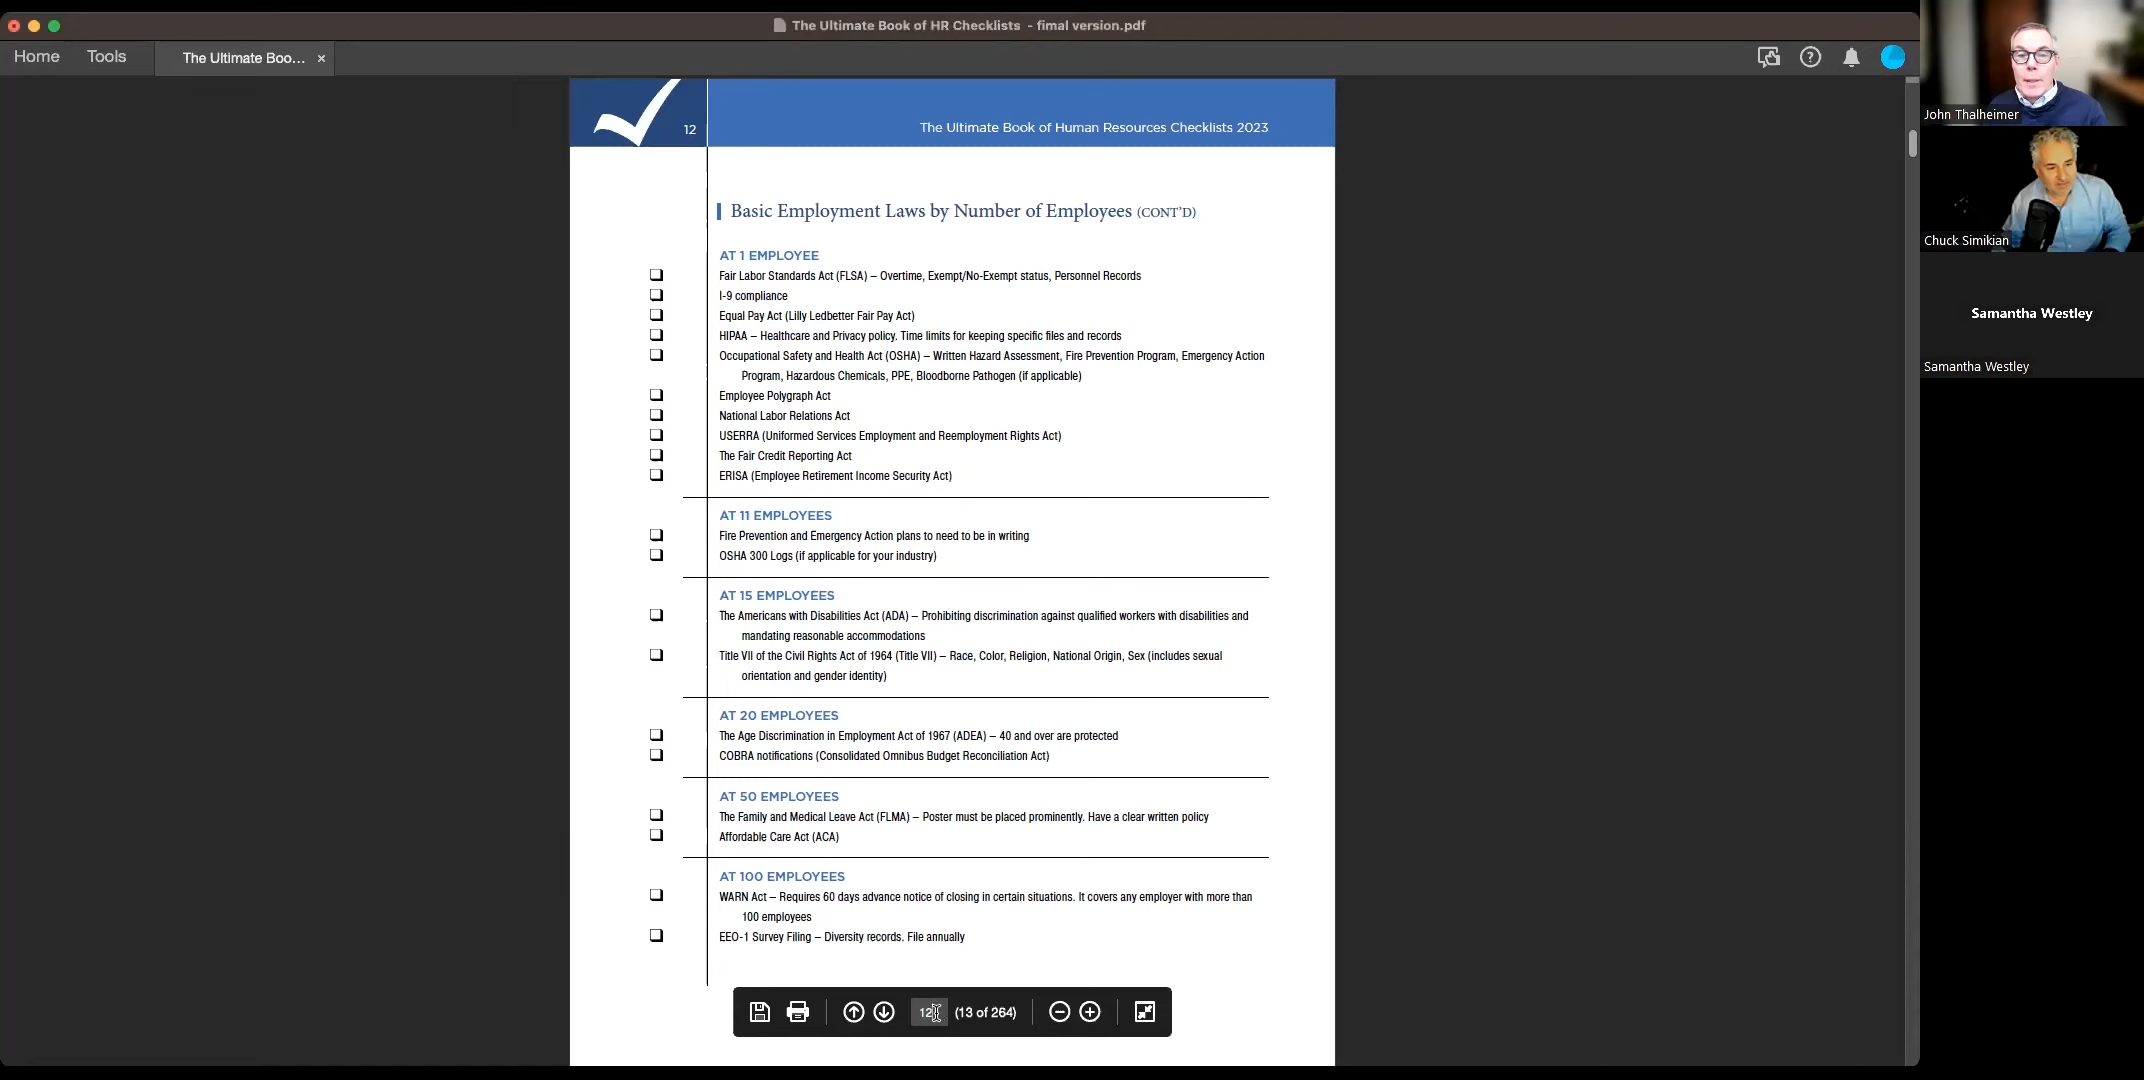 The Ultimate Book of HR Checklists - fimal version.pdf
Home
Tools
The Ultimate Boo... ×
12
The Ultimate Book of Human Resources Checklists 2023
Basic Employment Laws by Number of Employees (CONT'D)
AT 1 EMPLOYEE
Fair Labor Standards Act (FLSA) – Overtime, Exempt/No-Exempt status, Personnel Records
I-9 compliance
Equal Pay Act (Lilly Ledbetter Fair Pay Act)
HIPAA – Healthcare and Privacy policy. Time limits for keeping specific files and records
Occupational Safety and Health Act (OSHA) – Written Hazard Assessment, Fire Prevention Program, Emergency Action
Program, Hazardous Chemicals, PPE, Bloodborne Pathogen (if applicable)
Employee Polygraph Act
National Labor Relations Act
USERRA (Uniformed Services Employment and Reemployment Rights Act)
The Fair Credit Reporting Act
ERISA (Employee Retirement Income Security Act)
AT 11 EMPLOYEES
Fire Prevention and Emergency Action plans to need to be in writing
OSHA 300 Logs (if applicable for your industry)
AT 15 EMPLOYEES
The Americans with Disabilities Act (ADA) – Prohibiting discrimination against qualified workers with disabilities and
mandating reasonable accommodations
Title VII of the Civil Rights Act of 1964 (Title VII) – Race, Color, Religion, National Origin, Sex (includes sexual
orientation and gender identity)
AT 20 EMPLOYEES
The Age Discrimination in Employment Act of 1967 (ADEA) – 40 and over are protected
COBRA notifications (Consolidated Omnibus Budget Reconciliation Act)
AT 50 EMPLOYEES
The Family and Medical Leave Act (FLMA) – Poster must be placed prominently. Have a clear written policy
Affordable Care Act (ACA)
AT 100 EMPLOYEES
WARN Act – Requires 60 days advance notice of closing in certain situations. It covers any employer with more than
100 employees
EEO-1 Survey Filing – Diversity records. File annually
12 (13 of 264)
John Thalheimer
Chuck Simikian
Samantha Westley
Samantha Westley